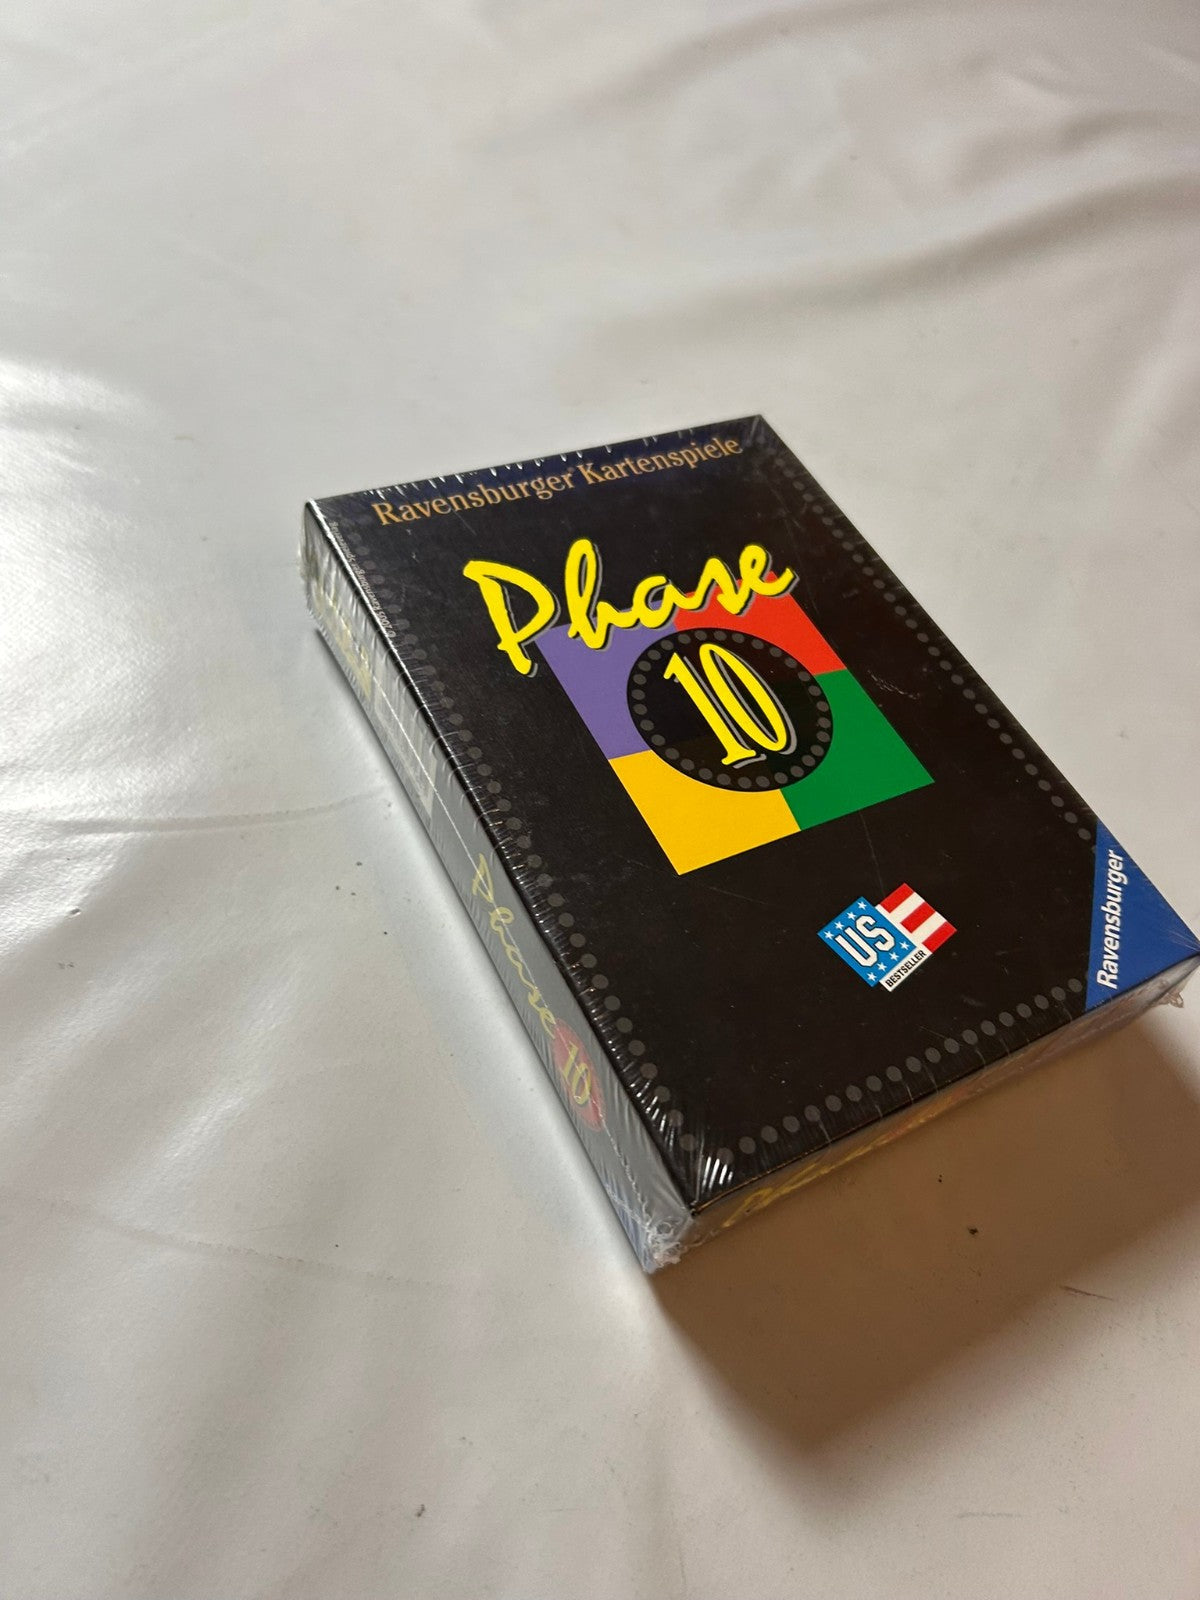 Ravensburger® Kartenspiele
Phase
10
US
BESTSELLER
Ravensburger
Phase 10